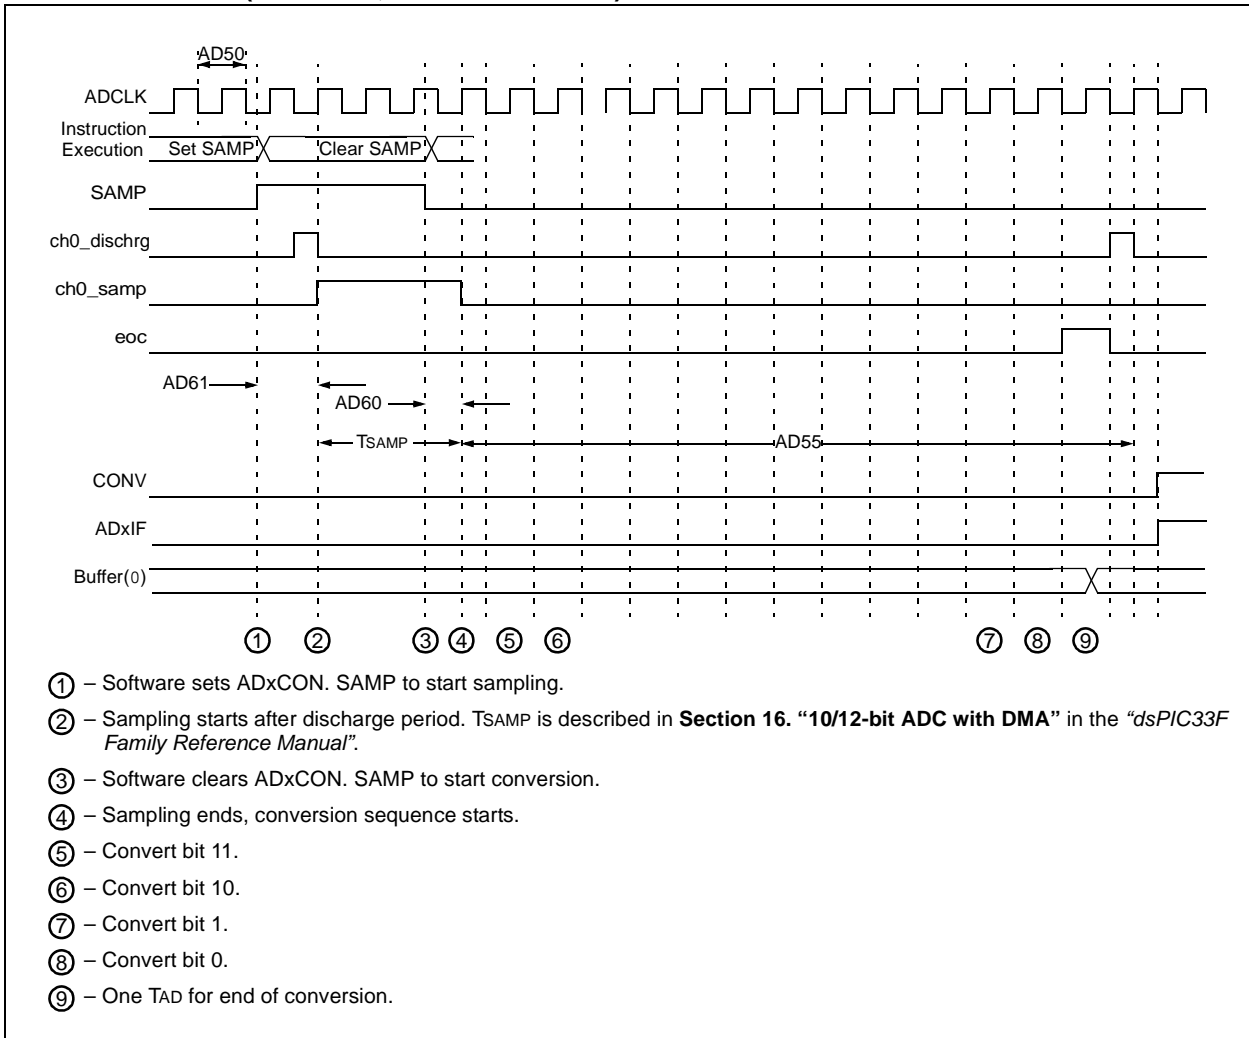 AD50
ADCLK
Instruction
Execution
Set SAMP
Clear SAMP
SAMP
ch0_dischrg
ch0_samp
eoc
AD61
AD60
TSAMP
AD55
CONV
ADxIF
Buffer(0)
1 2 3 4 5 6 7 8 9
1 – Software sets ADxCON. SAMP to start sampling.
2 – Sampling starts after discharge period. TSAMP is described in Section 16. “10/12-bit ADC with DMA” in the “dsPIC33F
Family Reference Manual”.
3 – Software clears ADxCON. SAMP to start conversion.
4 – Sampling ends, conversion sequence starts.
5 – Convert bit 11.
6 – Convert bit 10.
7 – Convert bit 1.
8 – Convert bit 0.
9 – One TAD for end of conversion.